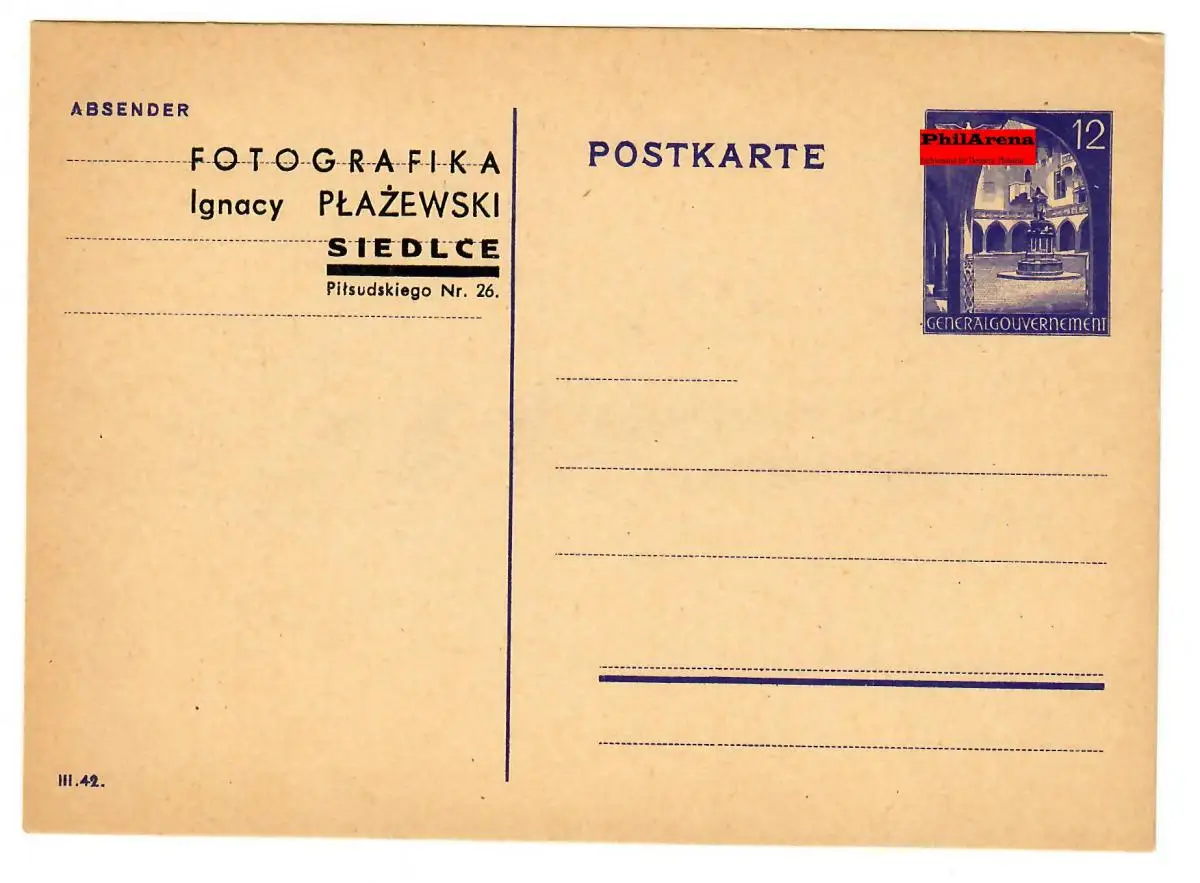 ABSENDER
FOTOGRAFIKA
Ignacy PŁAŻEWSKI
SIEDLCE
Piłsudskiego Nr. 26.
POSTKARTE
12
PhilArena
GENERALGOUVERNEMENT
III.42.